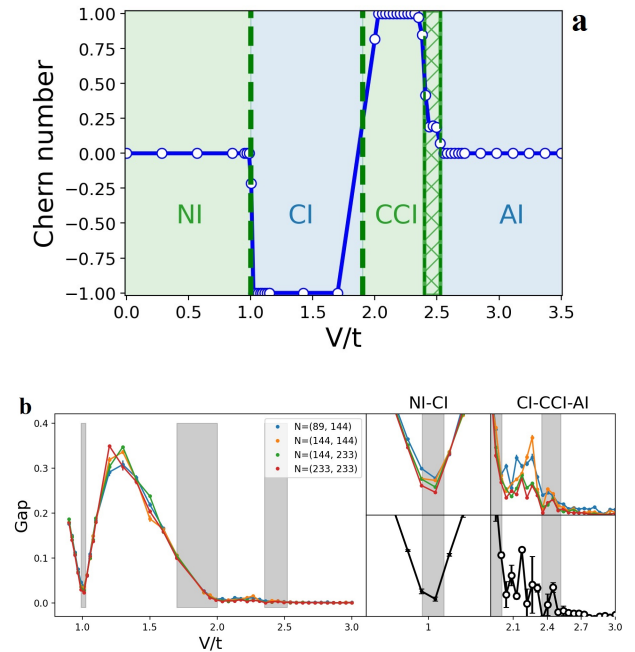 a
Chern number
1.00
0.75
0.50
0.25
0.00
−0.25
−0.50
−0.75
−1.00
NI
CI
CCI
AI
0.0
0.5
1.0
1.5
2.0
2.5
3.0
3.5
V/t
b
NI-CI
CI-CCI-AI
Gap
0.4
0.3
0.2
0.1
0.0
N=(89, 144)
N=(144, 144)
N=(144, 233)
N=(233, 233)
1.0
1.5
2.0
2.5
3.0
V/t
1
2.1
2.4
2.7
3.0